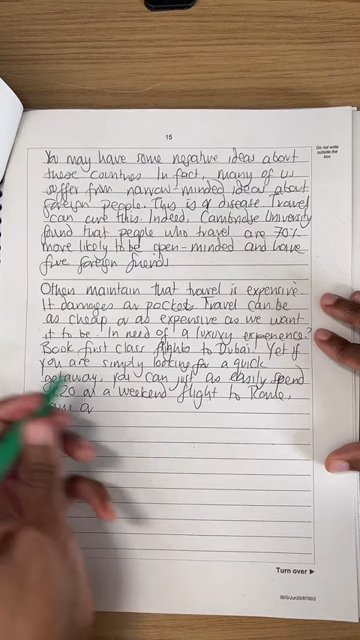 15
Do not write
outside the
box
You may have some negative ideas about
these countries. In fact, many of us
suffer from narrow-minded ideas about
foreign people. This is a disease. Travel
can cure this. Indeed, Cambridge University
found that people who travel are 70%
more likely to be open-minded and have
five foreign friends
Others maintain that travel is expensive.
It damages our pockets. Travel can be
as cheap or as expensive as we want
it to be. In need of a luxury experience?
Book first class flights to Dubai! Yet if
you are simply looking for a quick
getaway, you can just as easily spend
20 on a weekend flight to Rome,
Turn over ►
IB/G/Jun20/8700/2